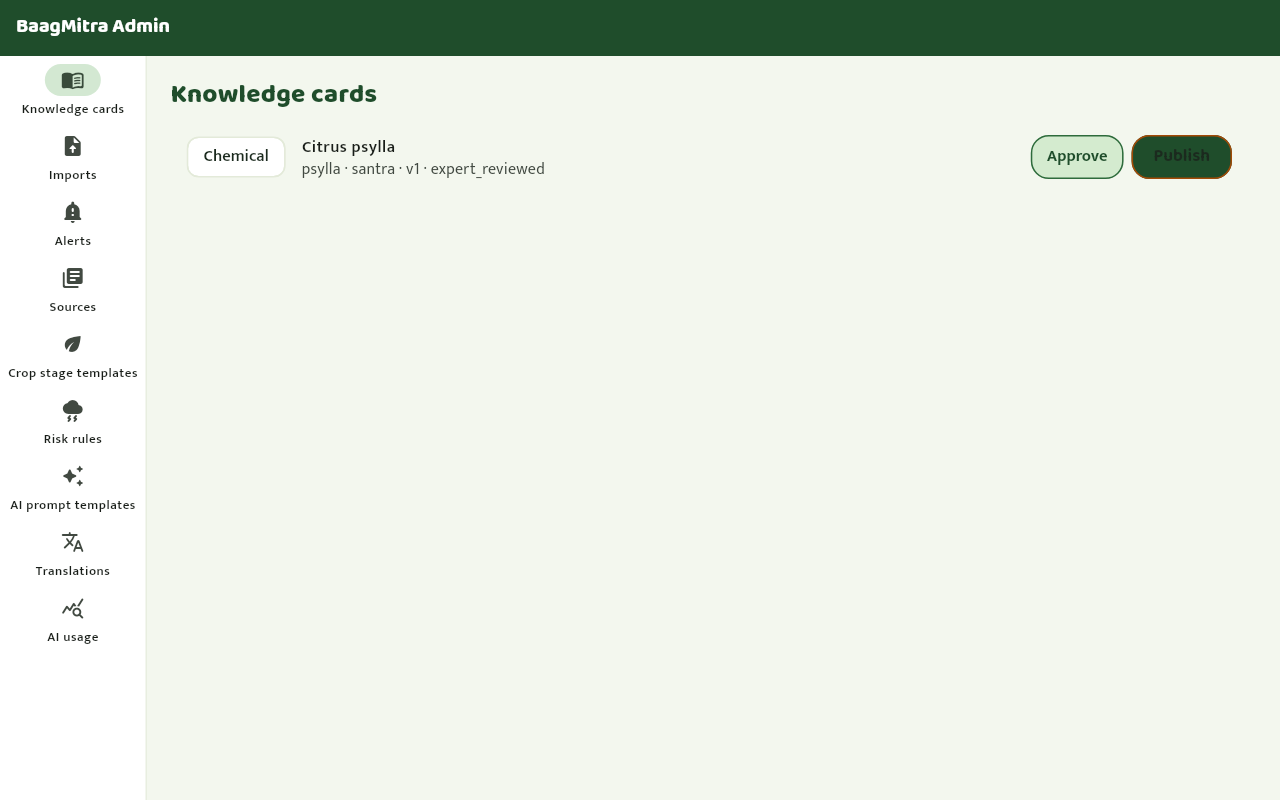 BaagMitra Admin
Knowledge cards
Imports
Alerts
Sources
Crop stage templates
Risk rules
AI prompt templates
Translations
AI usage
Knowledge cards
Chemical
Citrus psylla
psylla · santra · v1 · expert_reviewed
Approve
Publish